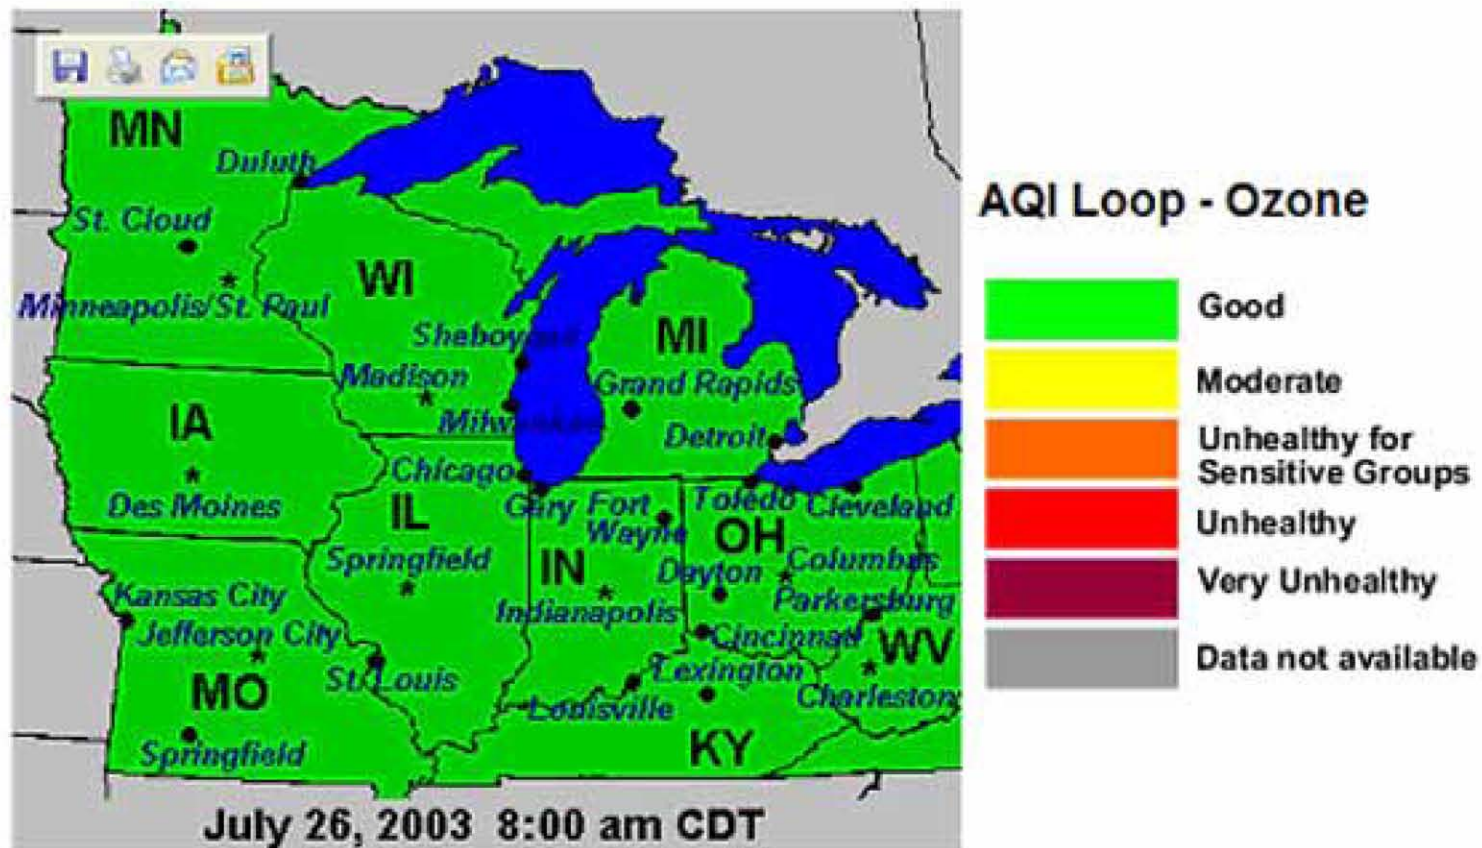 MN
Duluth
St. Cloud
Minneapolis/St. Paul
WI
Sheboygan
Madison
Milwaukee
MI
Grand Rapids
Detroit
IA
Des Moines
Chicago
IL
Springfield
Gary
Fort
Wayne
IN
Indianapolis
Toledo
Cleveland
OH
Columbus
Dayton
Parkersburg
Cincinnati
WV
Charleston
Kansas City
Jefferson City
MO
St. Louis
Springfield
Lexington
Louisville
KY
July 26, 2003 8:00 am CDT
AQI Loop - Ozone
Good
Moderate
Unhealthy for
Sensitive Groups
Unhealthy
Very Unhealthy
Data not available